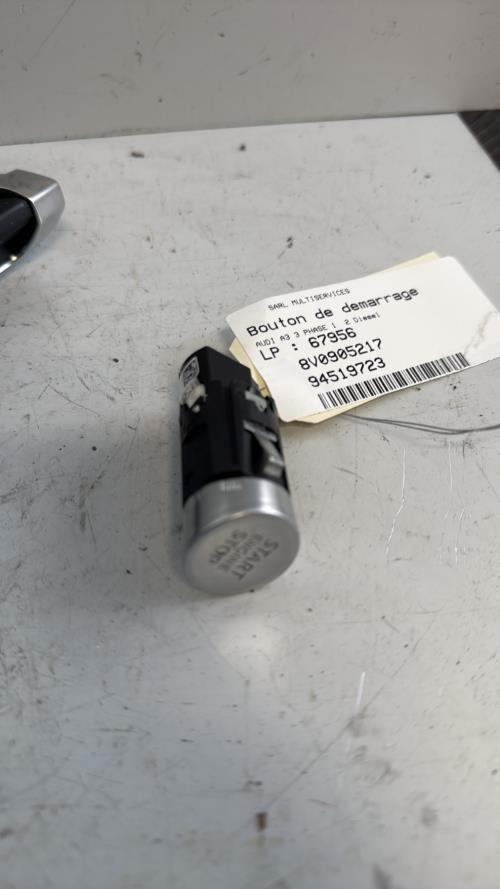 SARL MULTISERVICES
Bouton de demarrage
AUDI A3 3 PHASE 1 2 Diesel
LP : 67956
8V0905217
94519723
START
ENGINE
STOP